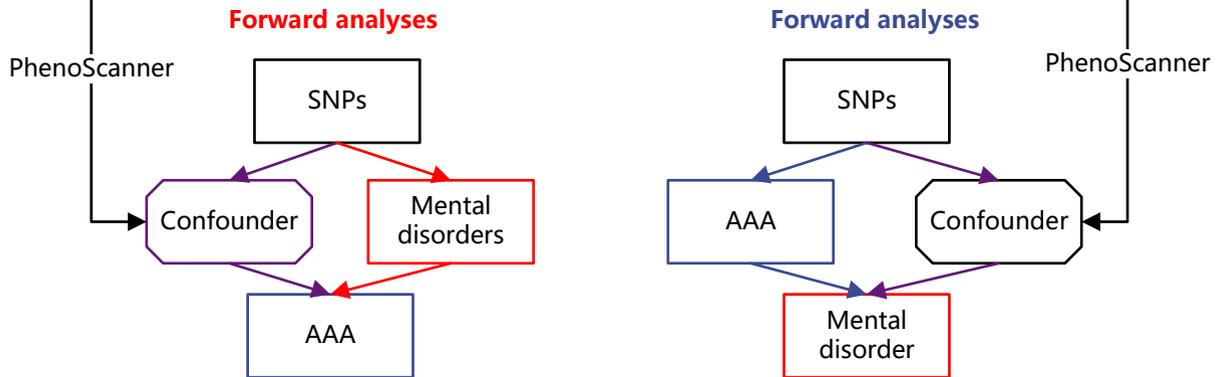 Forward analyses
PhenoScanner
SNPs
Confounder
Mental
disorders
AAA
Forward analyses
PhenoScanner
SNPs
AAA
Confounder
Mental
disorder